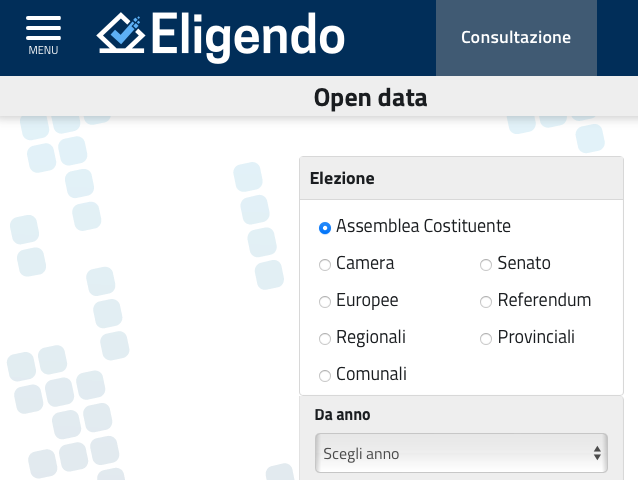 MENU
Eligendo
Consultazione
Open data
Elezione
Assemblea Costituente
Camera
Senato
Europee
Referendum
Regionali
Provinciali
Comunali
Da anno
Scegli anno